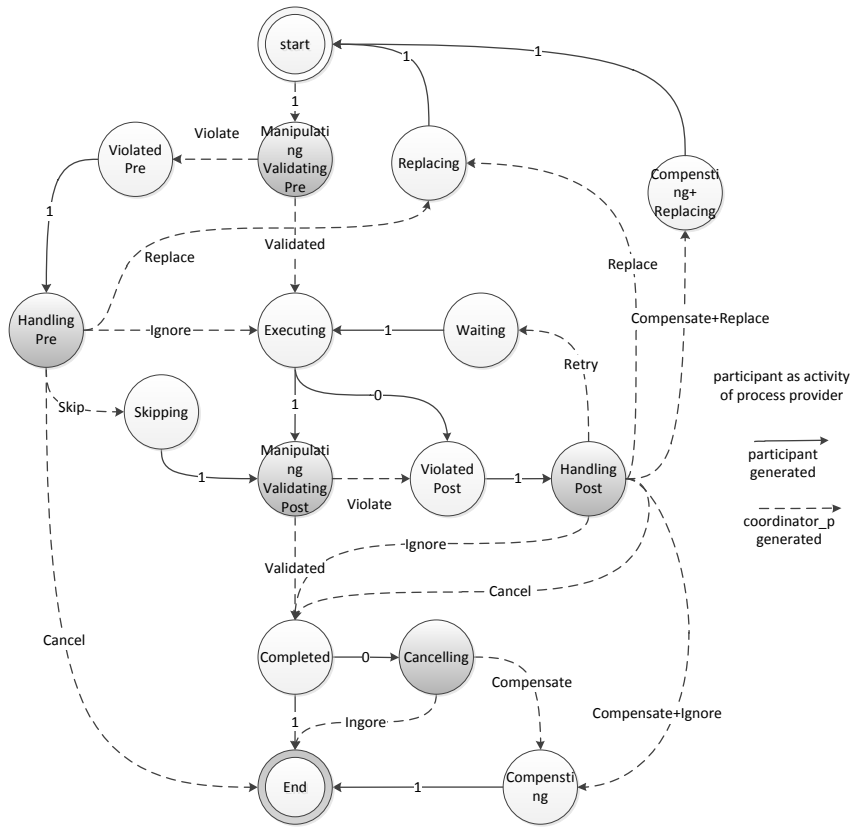 start
1
1
1
Violate
Violated
Pre
Manipulati
ng
Validating
Pre
Replacing
Compensti
ng+
Replacing
1
Replace
Validated
Replace
Handling
Pre
Ignore
Executing
1
Waiting
Compensate+Replace
Retry
participant as activity
of process provider
Skip
Skipping
1
0
participant
generated
1
Manipulati
ng
Validating
Post
Violate
Violated
Post
1
Handling
Post
coordinator_p
generated
Ignore
Validated
Cancel
Cancel
Completed
0
Cancelling
Compensate
Compensate+Ignore
1
Ingore
End
1
Compensti
ng